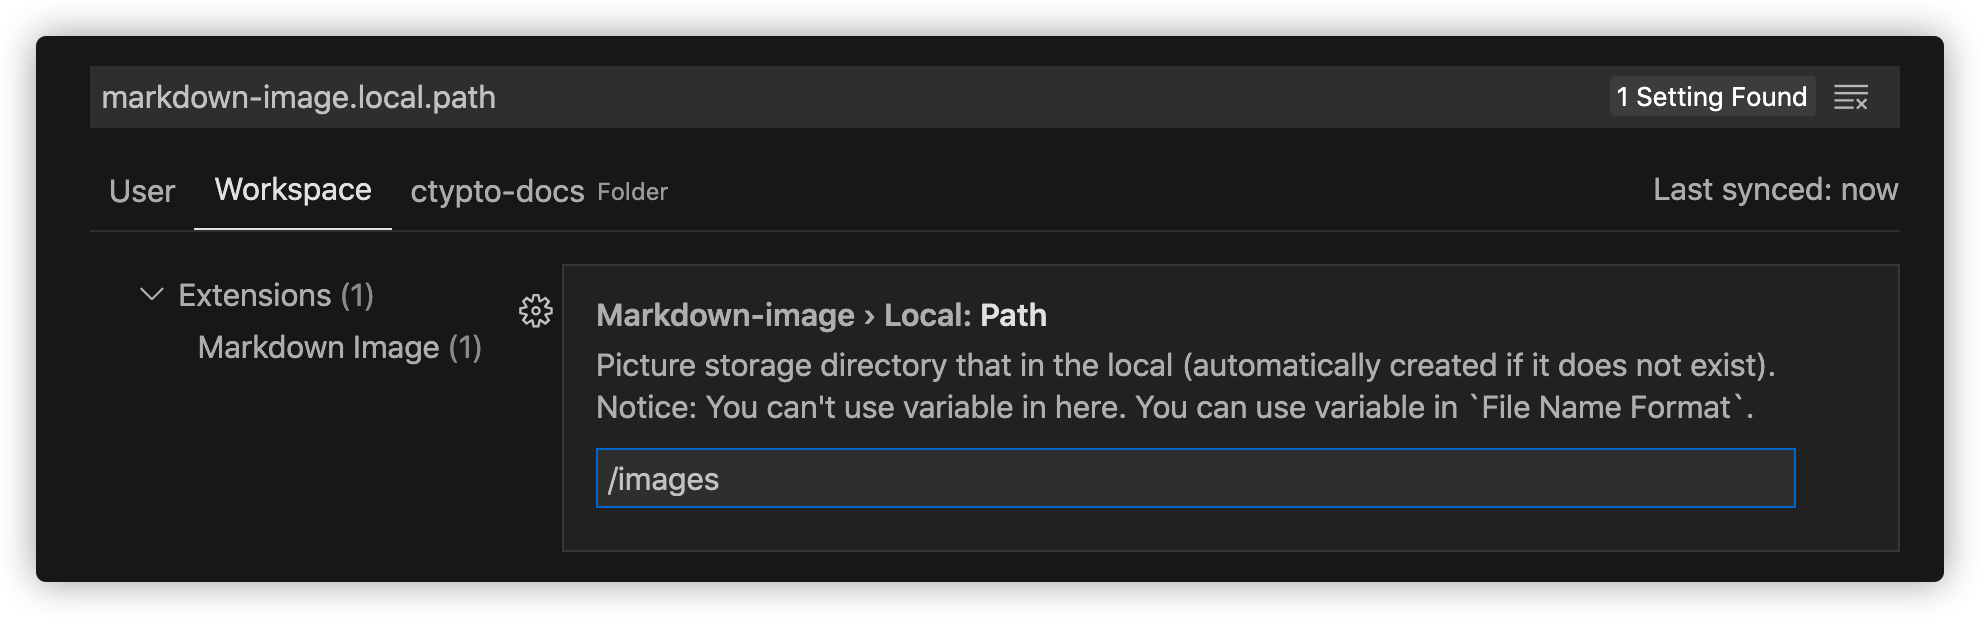 markdown-image.local.path
1 Setting Found
User Workspace ctypto-docs Folder
Last synced: now
Extensions (1)
Markdown Image (1)
Markdown-image › Local: Path
Picture storage directory that in the local (automatically created if it does not exist).
Notice: You can't use variable in here. You can use variable in `File Name Format`.
/images